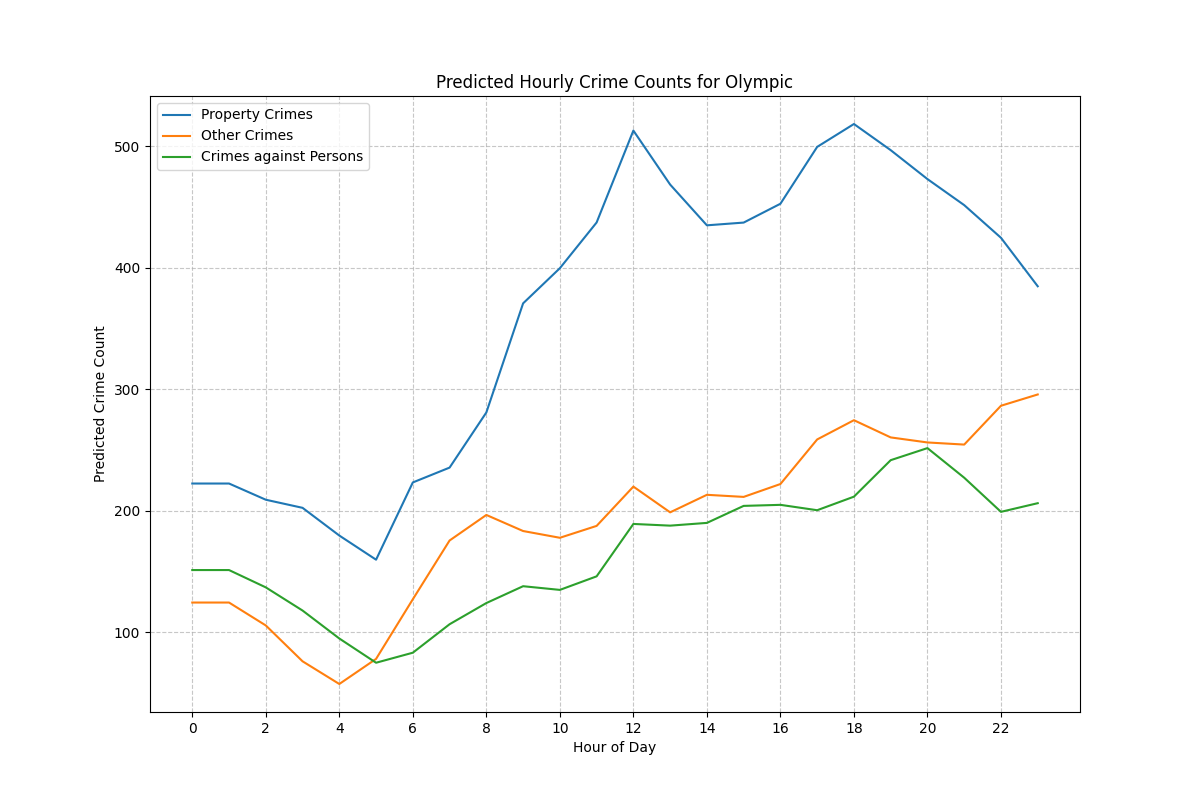 Predicted Hourly Crime Counts for Olympic
Property Crimes
Other Crimes
Crimes against Persons
500
400
300
200
100
Predicted Crime Count
0 2 4 6 8 10 12 14 16 18 20 22
Hour of Day